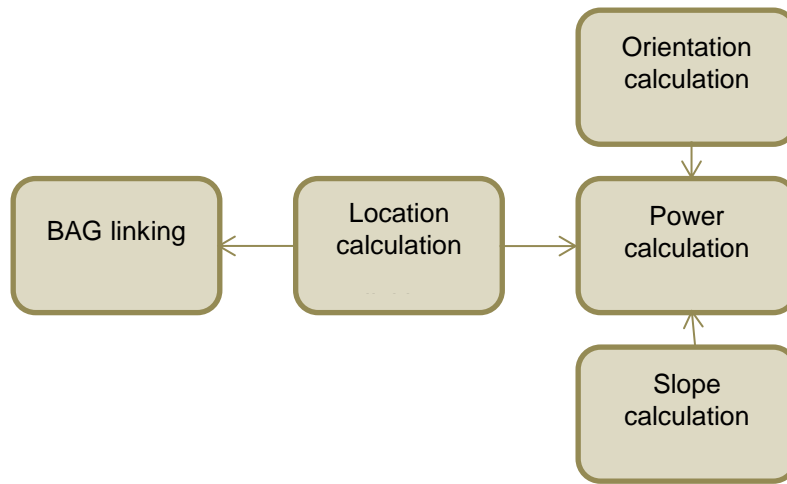 Orientation
calculation
BAG linking
Location
calculation
Power
calculation
Slope
calculation